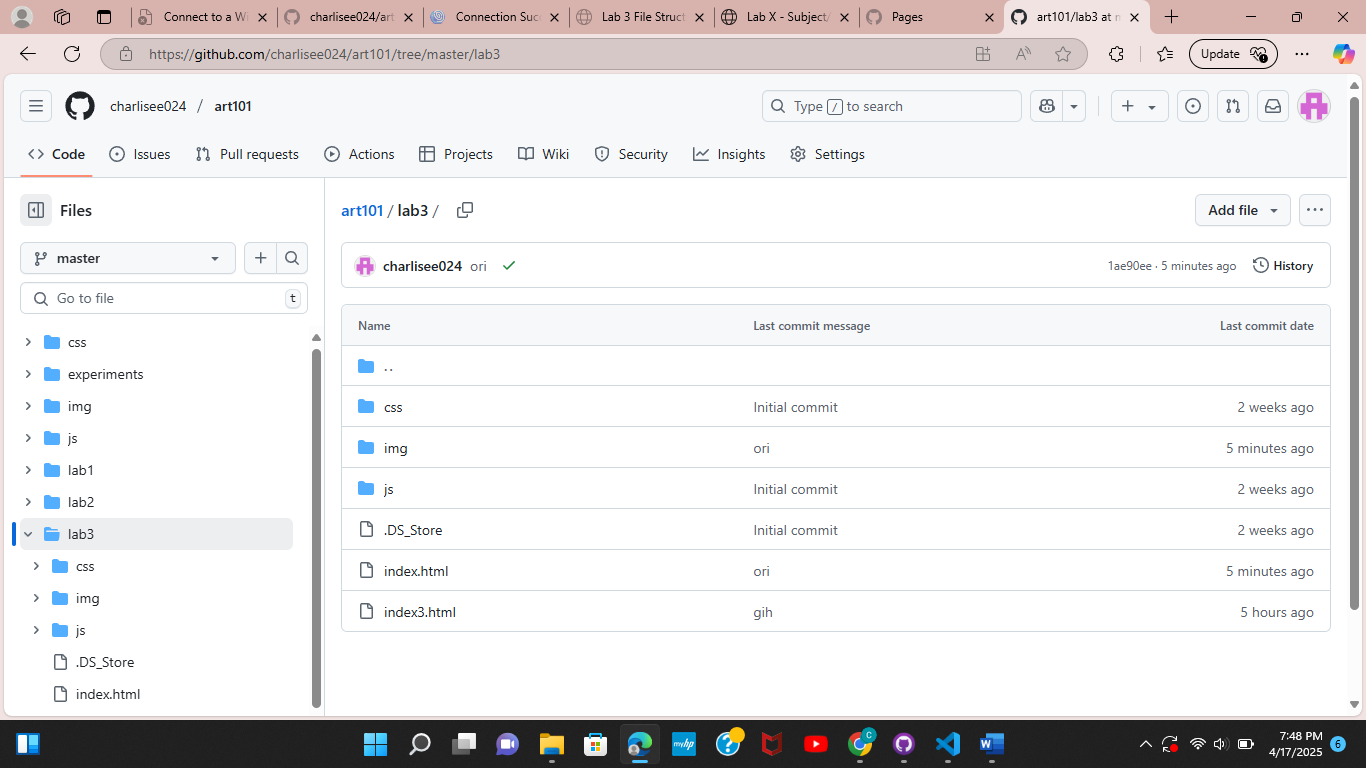 Connect to a Wi
charlisee024/art
Connection Suc
Lab 3 File Struct
Lab X - Subject/
Pages
art101/lab3 at m
https://github.com/charlisee024/art101/tree/master/lab3
Update
charlisee024 / art101
Type / to search
Code
Issues
Pull requests
Actions
Projects
Wiki
Security
Insights
Settings
Files
master
Go to file
t
css
experiments
img
js
lab1
lab2
lab3
css
img
js
.DS_Store
index.html
art101 / lab3 /
Add file
charlisee024 ori
1ae90ee · 5 minutes ago
History
Name Last commit message Last commit date
..
css Initial commit 2 weeks ago
img ori 5 minutes ago
js Initial commit 2 weeks ago
.DS_Store Initial commit 2 weeks ago
index.html ori 5 minutes ago
index3.html gih 5 hours ago
myhp
C
W
7:48 PM
4/17/2025
6